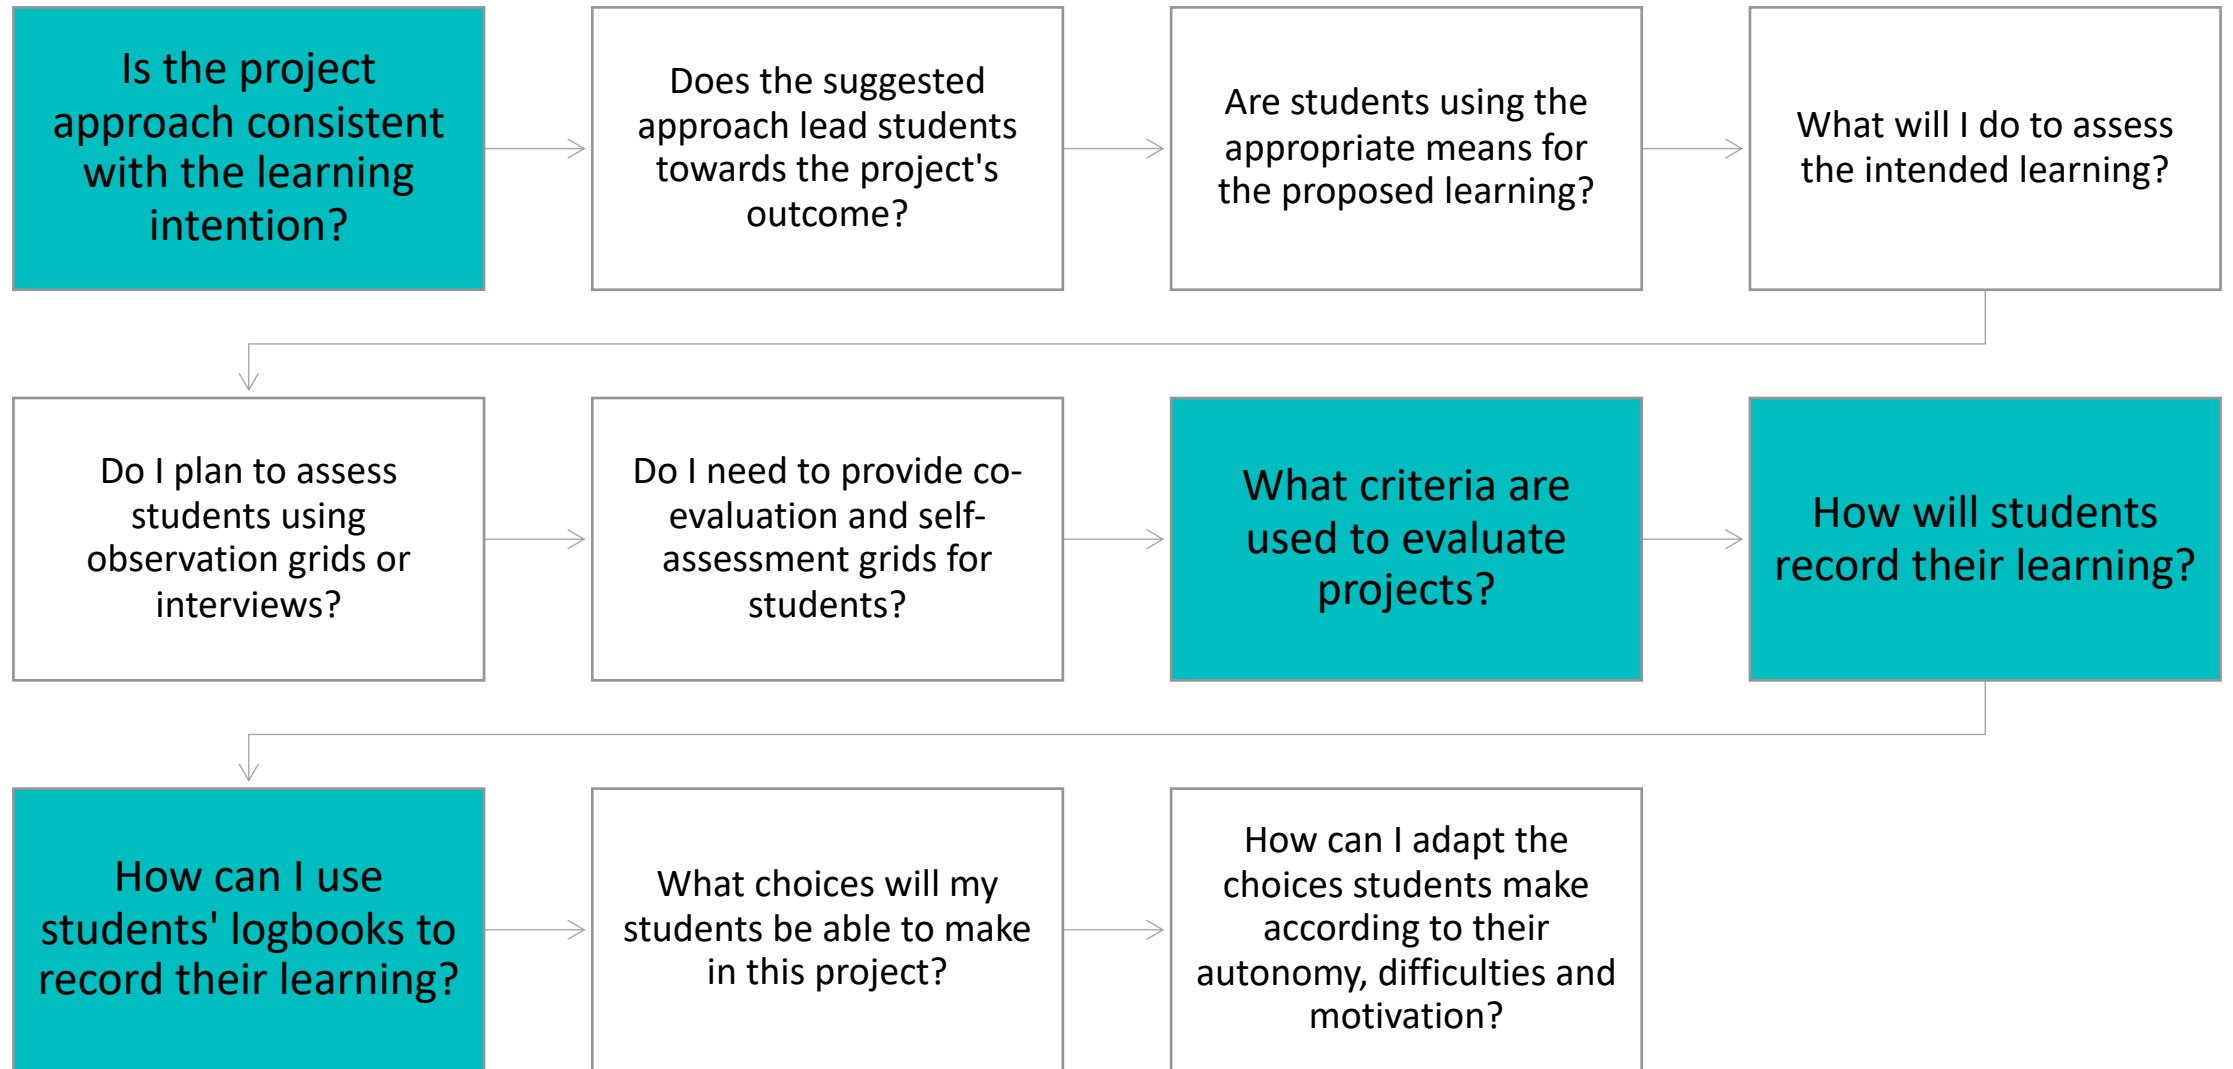 Is the project
approach consistent
with the learning
intention?
Does the suggested
approach lead students
towards the project's
outcome?
Are students using the
appropriate means for
the proposed learning?
What will I do to assess
the intended learning?
Do I plan to assess
students using
observation grids or
interviews?
Do I need to provide co-
evaluation and self-
assessment grids for
students?
What criteria are
used to evaluate
projects?
How will students
record their learning?
How can I use
students' logbooks to
record their learning?
What choices will my
students be able to make
in this project?
How can I adapt the
choices students make
according to their
autonomy, difficulties and
motivation?